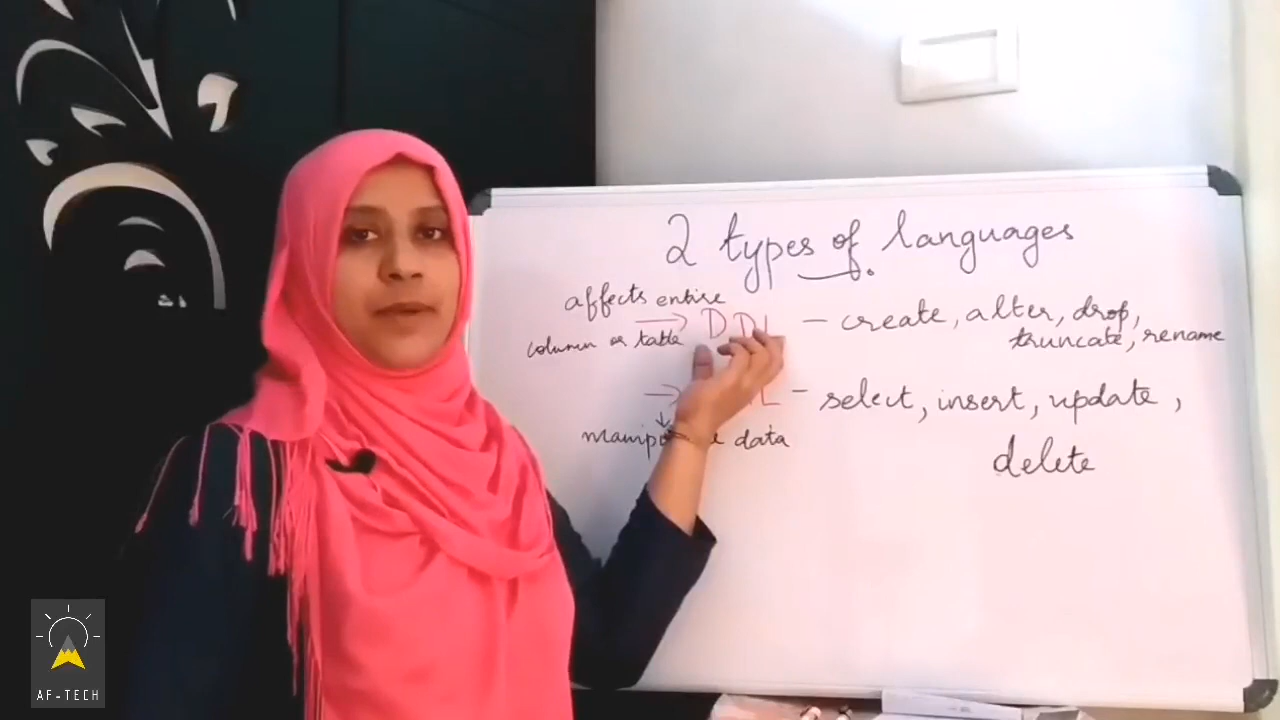 2 types of languages
affects entire
→ DDL – create, alter, drop,
column or table
truncate, rename
→ L – select, insert, update,
data
delete
AF-TECH